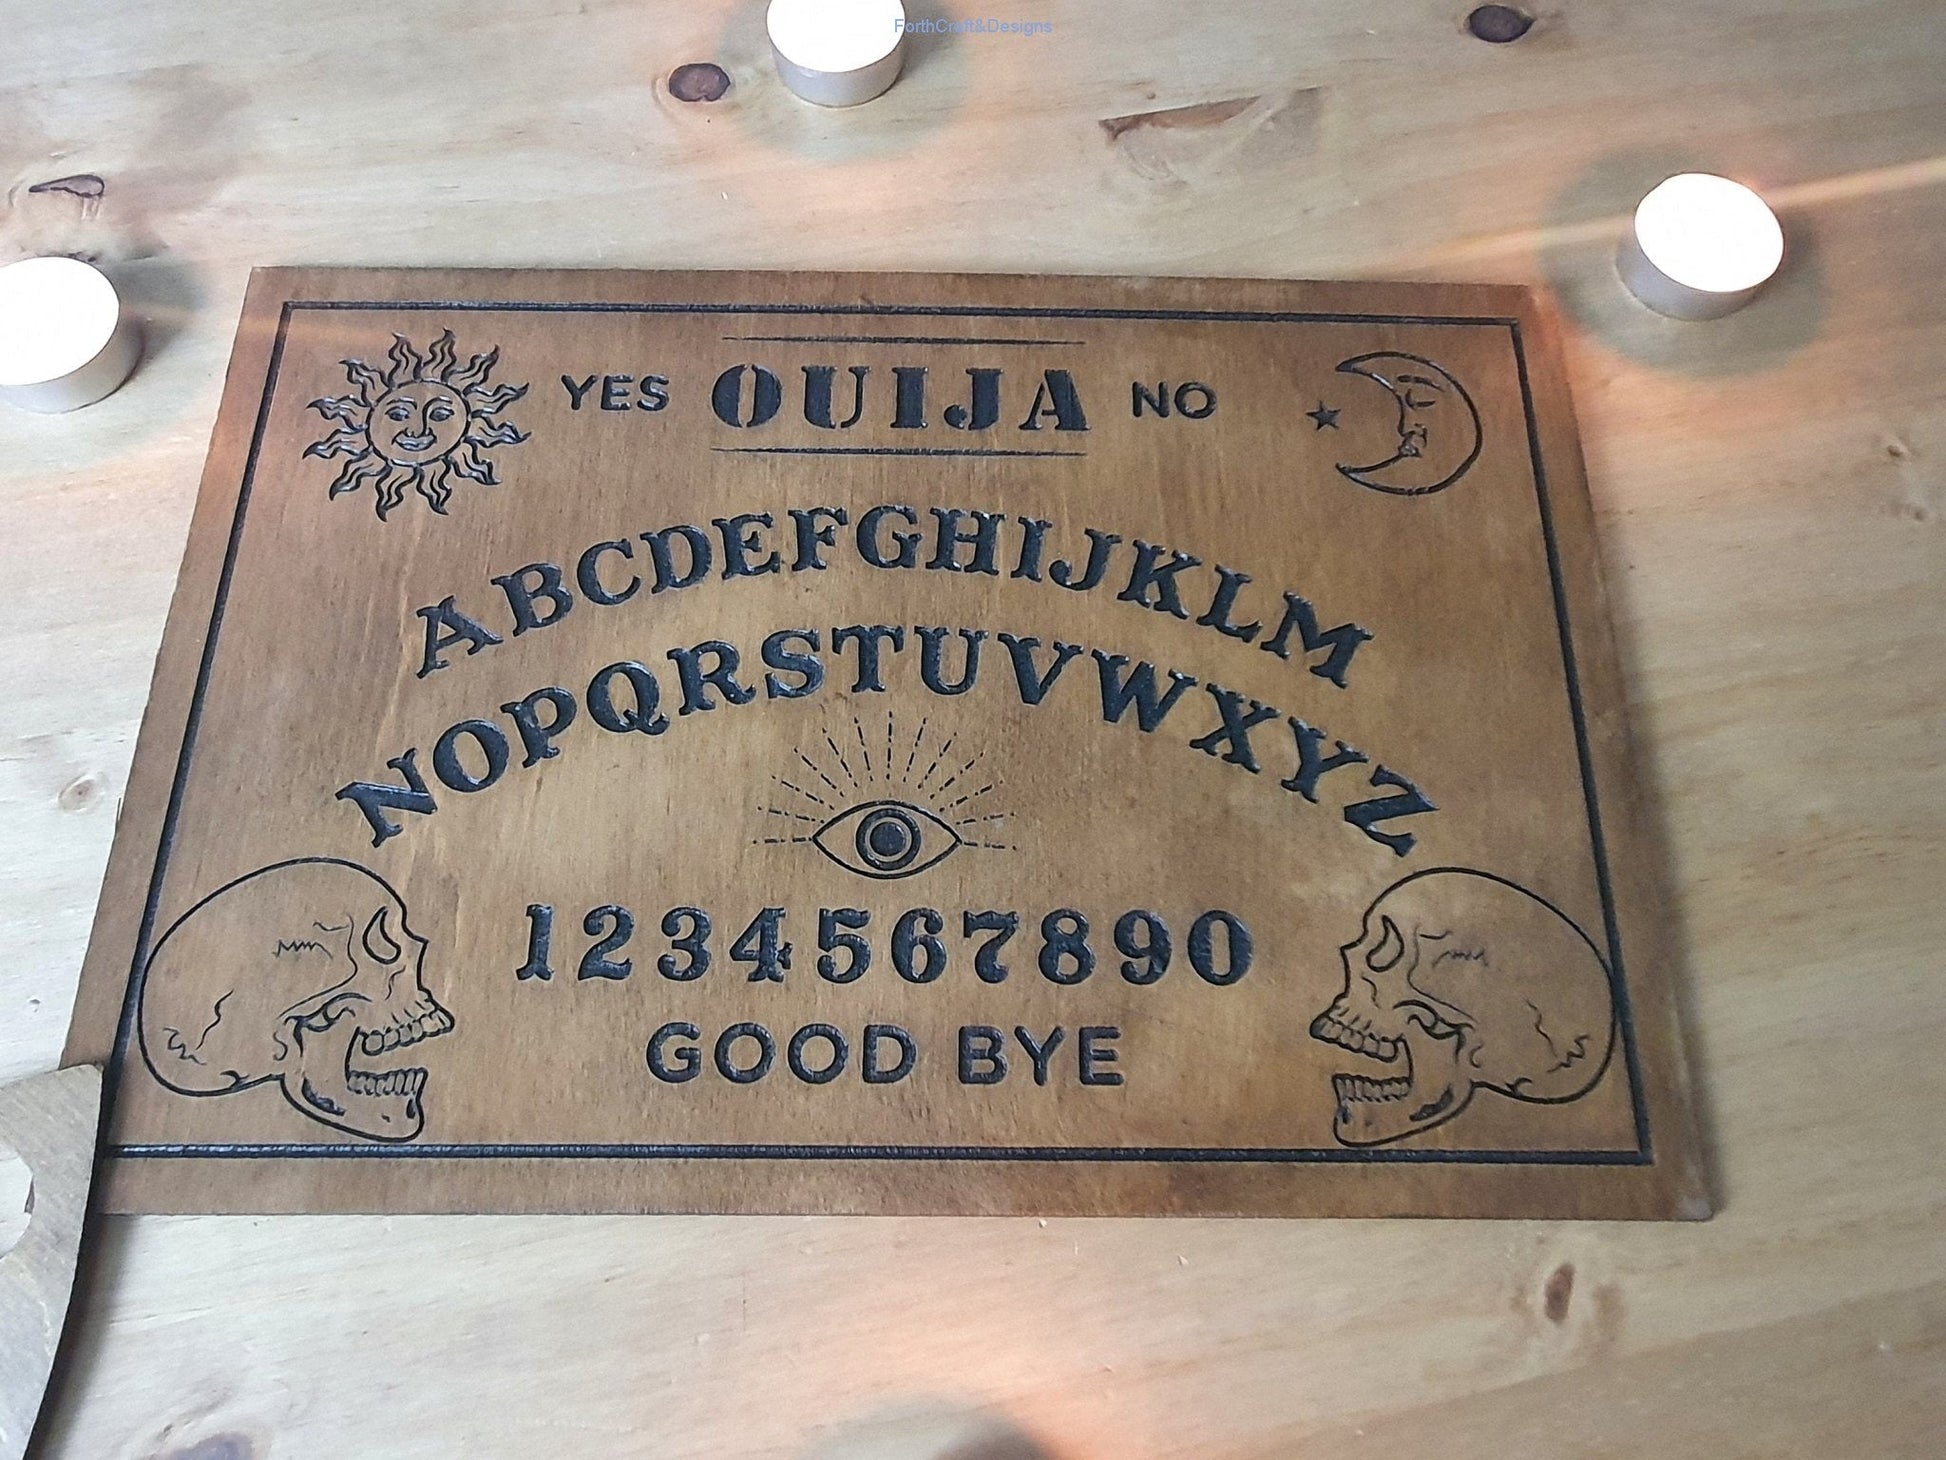 ForthCraft&Designs
YES OUIJA NO
ABCDEFGHIJKLM
NOPQRSTUVWXYZ
1234567890
GOOD BYE